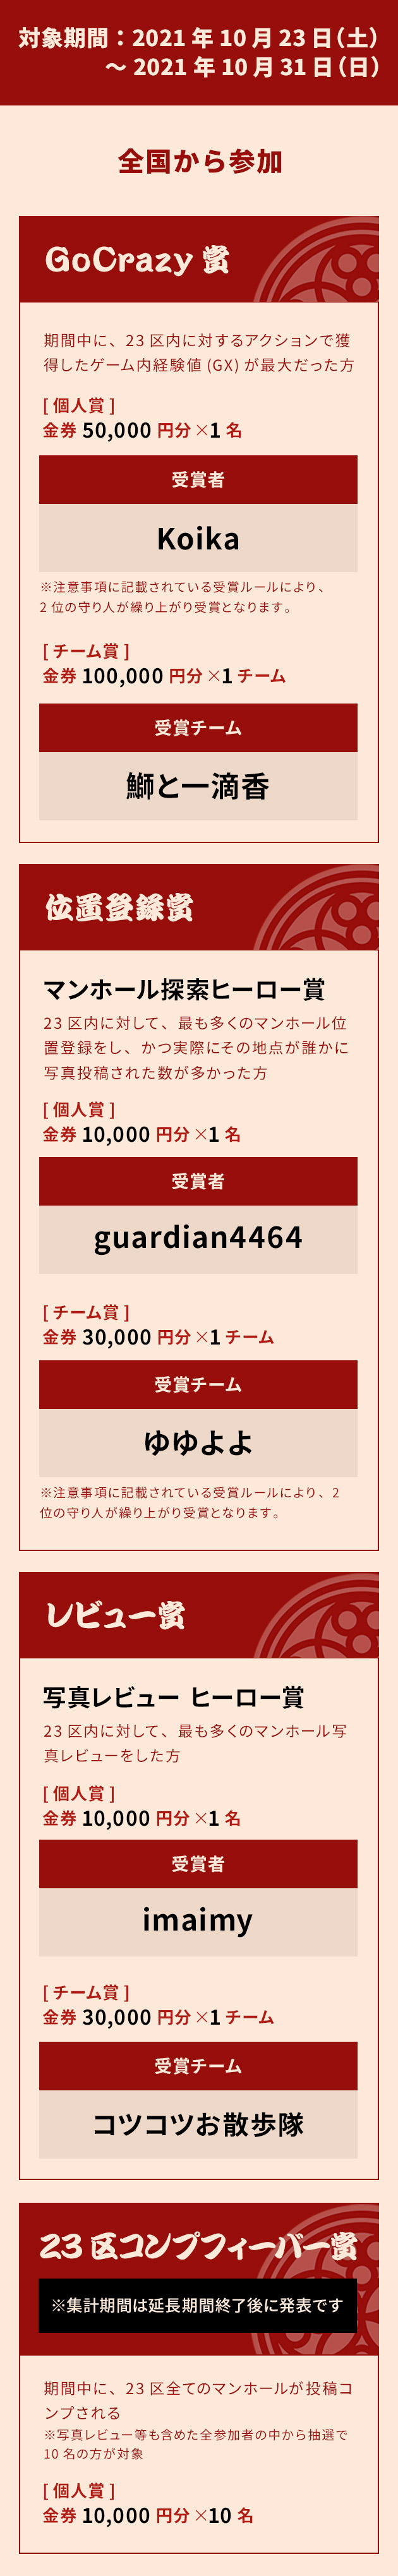 対象期間：2021 年 10 月 23 日（土）
～ 2021 年 10 月 31 日（日）
全国から参加
GoCrazy 賞
期間中に、23 区内に対するアクションで獲
得したゲーム内経験値 (GX) が最大だった方
[ 個人賞 ]
金券 50,000 円分 ×1 名
受賞者
Koika
※注意事項に記載されている受賞ルールにより、
2 位の守り人が繰り上がり受賞となります。
[ チーム賞 ]
金券 100,000 円分 ×1 チーム
受賞チーム
鰤と一滴香
位置登録賞
マンホール探索ヒーロー賞
23 区内に対して、最も多くのマンホール位
置登録をし、かつ実際にその地点が誰かに
写真投稿された数が多かった方
[ 個人賞 ]
金券 10,000 円分 ×1 名
受賞者
guardian4464
[ チーム賞 ]
金券 30,000 円分 ×1 チーム
受賞チーム
ゆゆよよ
※注意事項に記載されている受賞ルールにより、2
位の守り人が繰り上がり受賞となります。
レビュー賞
写真レビュー ヒーロー賞
23 区内に対して、最も多くのマンホール写
真レビューをした方
[ 個人賞 ]
金券 10,000 円分 ×1 名
受賞者
imaimy
[ チーム賞 ]
金券 30,000 円分 ×1 チーム
受賞チーム
コツコツお散歩隊
23 区コンプフィーバー賞
※集計期間は延長期間終了後に発表です
期間中に、23 区全てのマンホールが投稿コ
ンプされる
※写真レビュー等も含めた全参加者の中から抽選で
10 名の方が対象
[ 個人賞 ]
金券 10,000 円分 ×10 名